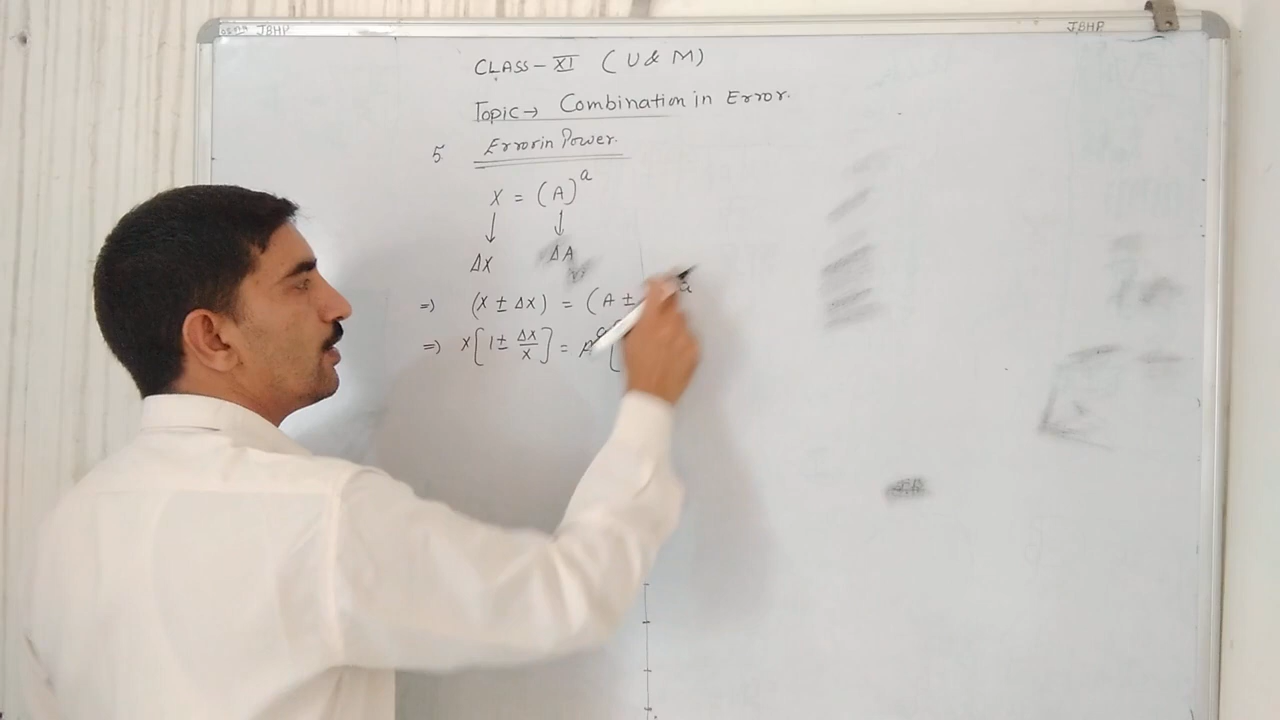 JBHP JBHP
CLASS - XI (U & M)
Topic → Combination in Error.
5 Error in Power.
X = (A)^a
↓ ↓
ΔX ΔA
⇒ (X ± ΔX) = (A ± a
⇒ X[1 ± ΔX/X] = A^a [